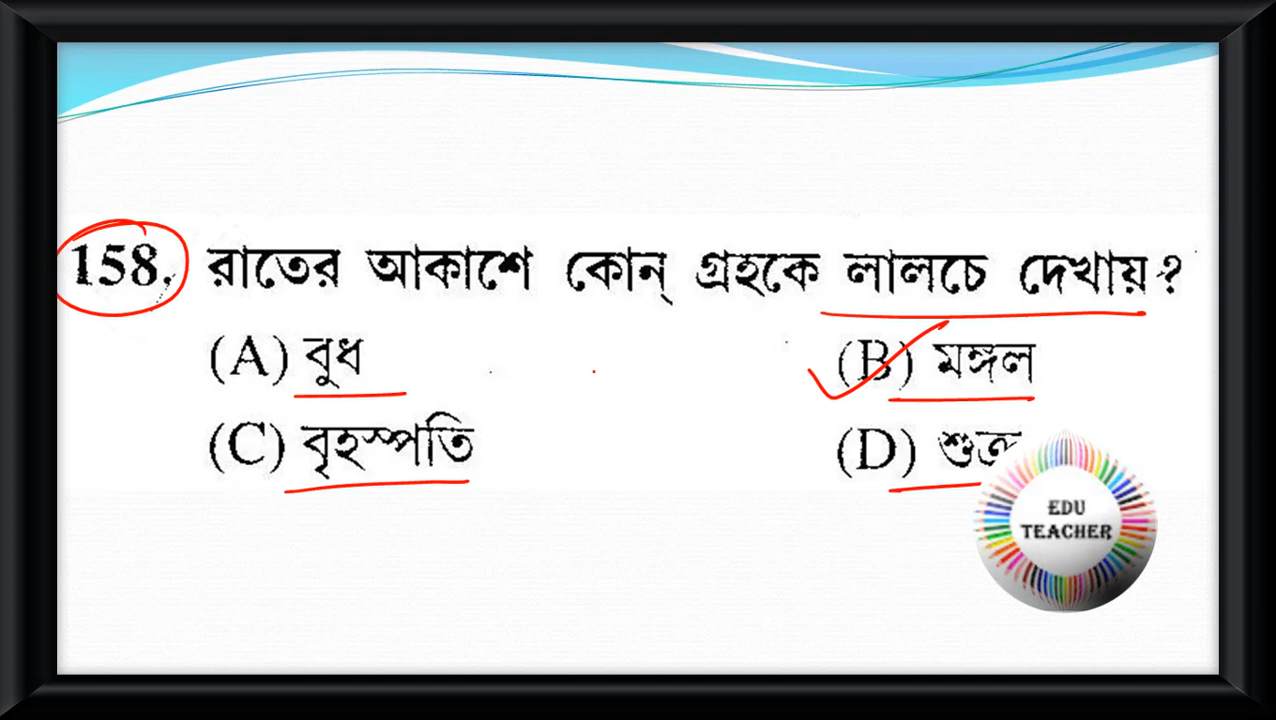 158. রাতের আকাশে কোন্ গ্রহকে লালচে দেখায় ?
(A) বুধ (B) মঙ্গল
(C) বৃহস্পতি (D) শুক্র
EDU
TEACHER